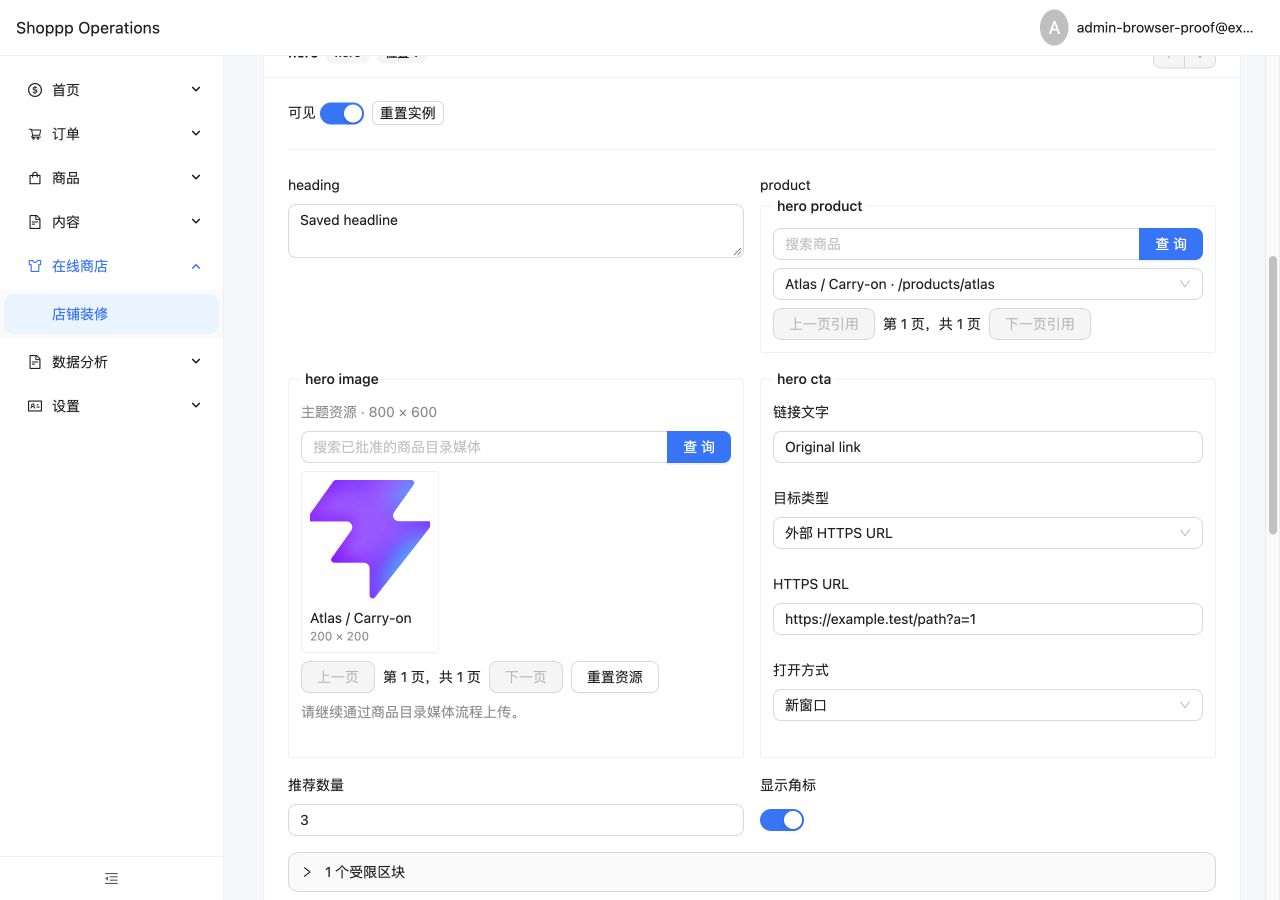 Shoppp Operations
A
admin-browser-proof@ex...
首页
订单
商品
内容
在线商店
店铺装修
数据分析
设置
可见
重置实例
heading
Saved headline
product
hero product
搜索商品
查 询
Atlas / Carry-on · /products/atlas
上一页引用
第 1 页，共 1 页
下一页引用
hero image
主题资源 · 800 × 600
搜索已批准的商品目录媒体
查 询
Atlas / Carry-on
200 × 200
上一页
第 1 页，共 1 页
下一页
重置资源
请继续通过商品目录媒体流程上传。
hero cta
链接文字
Original link
目标类型
外部 HTTPS URL
HTTPS URL
https://example.test/path?a=1
打开方式
新窗口
推荐数量
3
显示角标
1 个受限区块